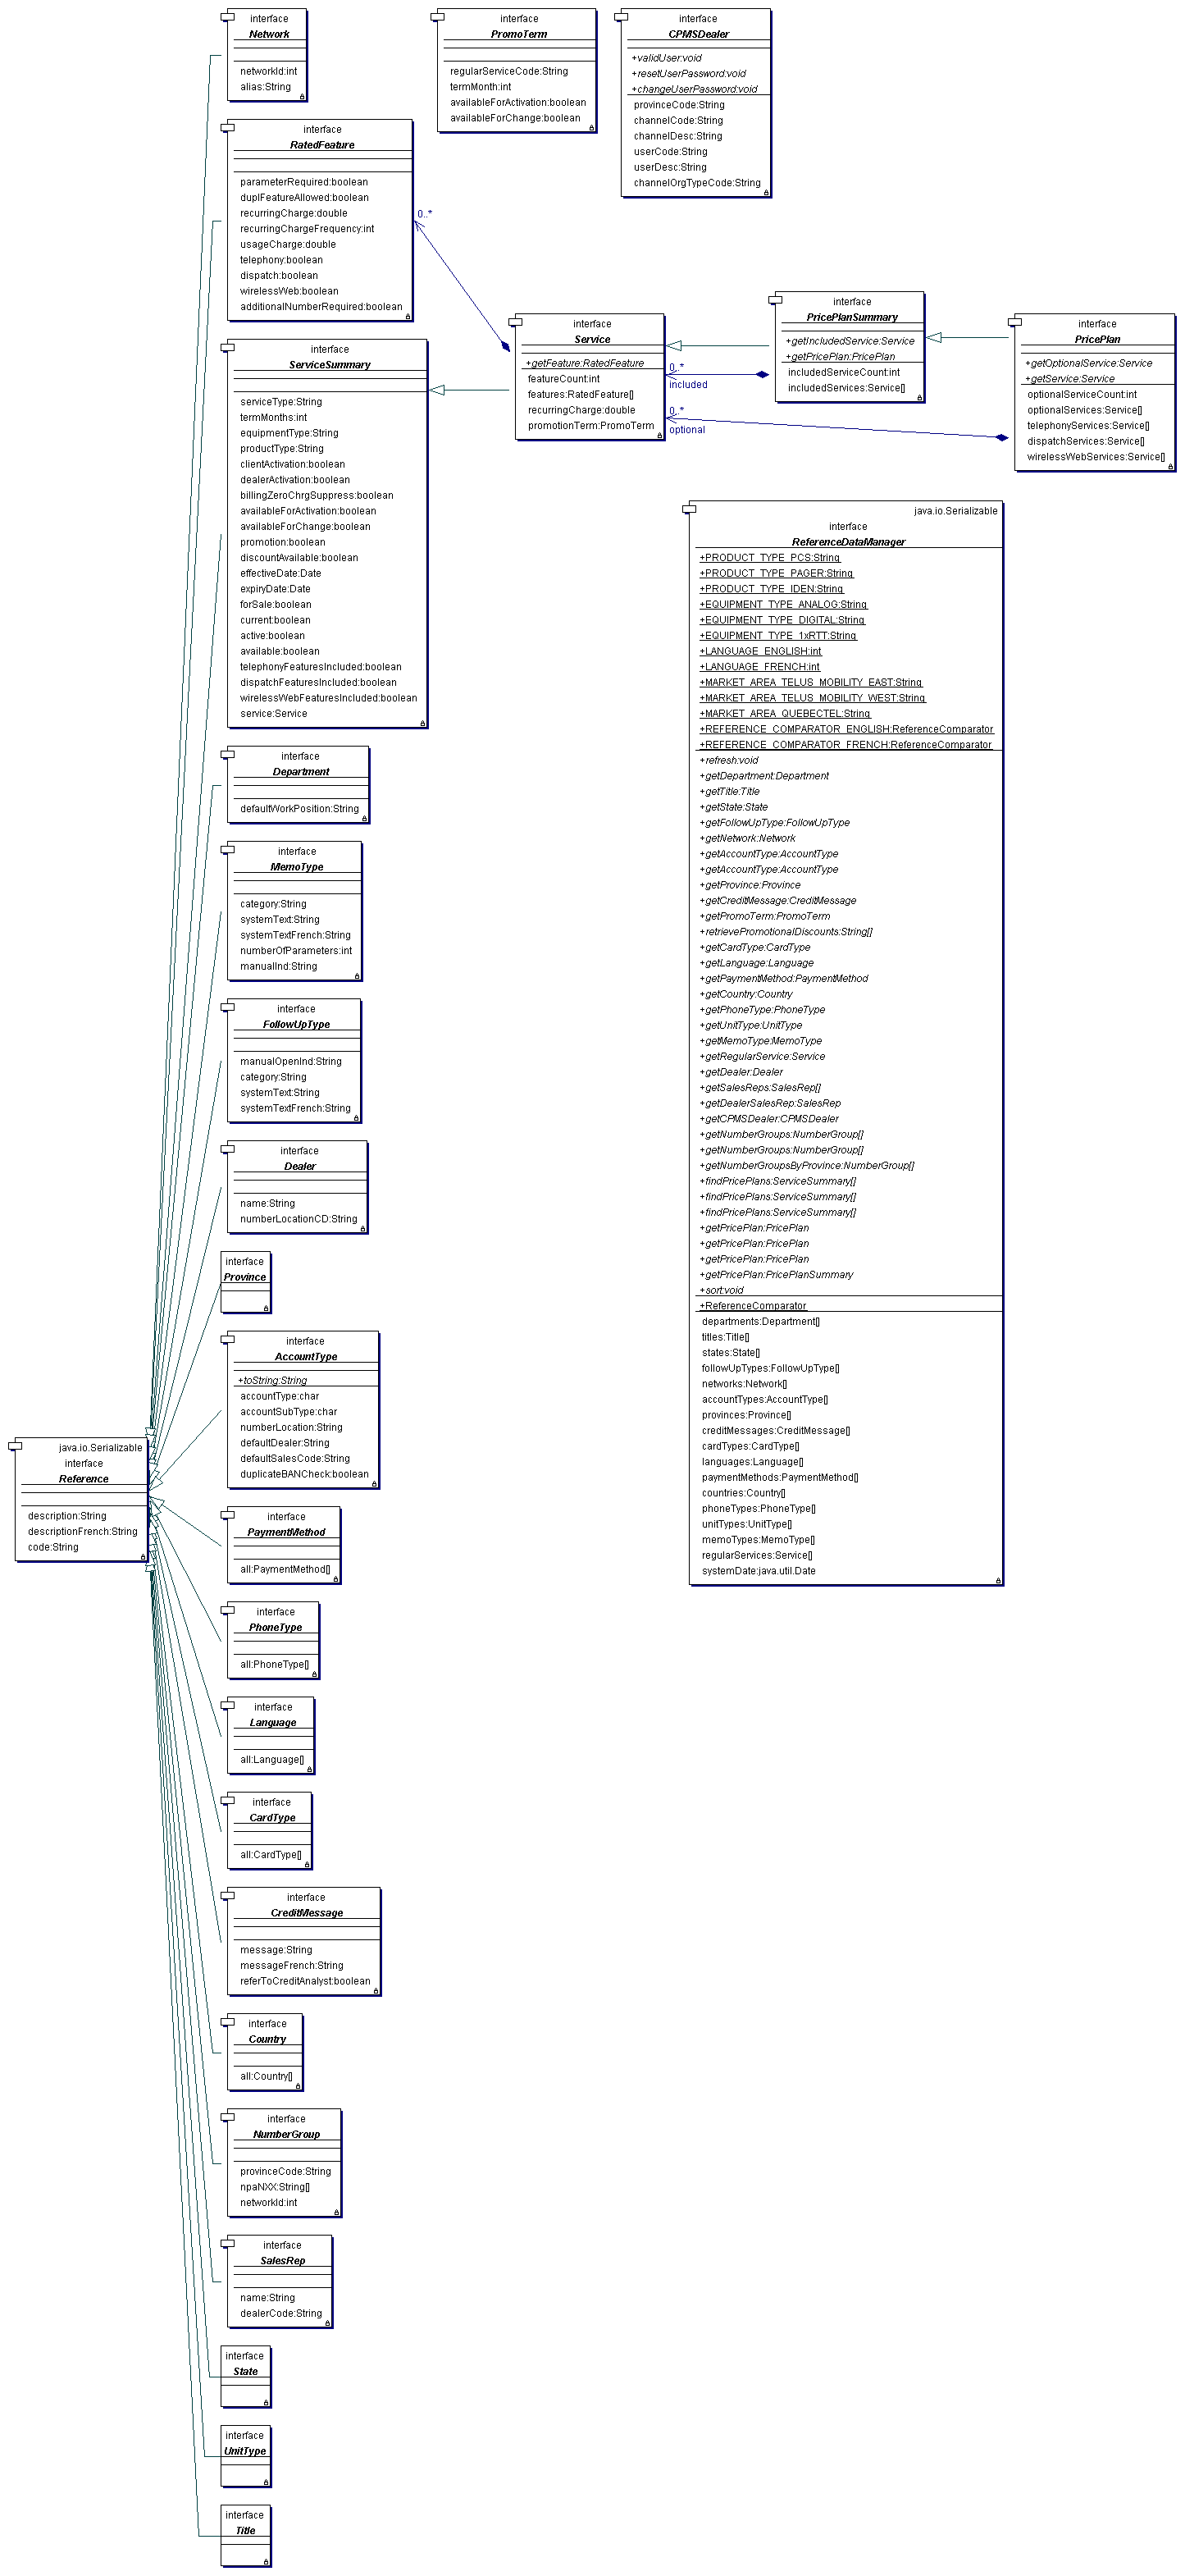 interface
Network
networkId:int
alias:String
interface
PromoTerm
regularServiceCode:String
termMonth:int
availableForActivation:boolean
availableForChange:boolean
interface
CPMSDealer
+validUser:void
+resetUserPassword:void
+changeUserPassword:void
provinceCode:String
channelCode:String
channelDesc:String
userCode:String
userDesc:String
channelOrgTypeCode:String
interface
RatedFeature
parameterRequired:boolean
duplFeatureAllowed:boolean
recurringCharge:double
recurringChargeFrequency:int
usageCharge:double
telephony:boolean
dispatch:boolean
wirelessWeb:boolean
additionalNumberRequired:boolean
0..*
interface
Service
+getFeature:RatedFeature
featureCount:int
features:RatedFeature[]
recurringCharge:double
promotionTerm:PromoTerm
0..*
included
0..*
optional
interface
PricePlanSummary
+getIncludedService:Service
+getPricePlan:PricePlan
includedServiceCount:int
includedServices:Service[]
interface
PricePlan
+getOptionalService:Service
+getService:Service
optionalServiceCount:int
optionalServices:Service[]
telephonyServices:Service[]
dispatchServices:Service[]
wirelessWebServices:Service[]
interface
ServiceSummary
serviceType:String
termMonths:int
equipmentType:String
productType:String
clientActivation:boolean
dealerActivation:boolean
billingZeroChrgSuppress:boolean
availableForActivation:boolean
availableForChange:boolean
promotion:boolean
discountAvailable:boolean
effectiveDate:Date
expiryDate:Date
forSale:boolean
current:boolean
active:boolean
available:boolean
telephonyFeaturesIncluded:boolean
dispatchFeaturesIncluded:boolean
wirelessWebFeaturesIncluded:boolean
service:Service
java.io.Serializable
interface
ReferenceDataManager
+PRODUCT_TYPE_PCS:String
+PRODUCT_TYPE_PAGER:String
+PRODUCT_TYPE_IDEN:String
+EQUIPMENT_TYPE_ANALOG:String
+EQUIPMENT_TYPE_DIGITAL:String
+EQUIPMENT_TYPE_1xRTT:String
+LANGUAGE_ENGLISH:int
+LANGUAGE_FRENCH:int
+MARKET_AREA_TELUS_MOBILITY_EAST:String
+MARKET_AREA_TELUS_MOBILITY_WEST:String
+MARKET_AREA_QUEBECTEL:String
+REFERENCE_COMPARATOR_ENGLISH:ReferenceComparator
+REFERENCE_COMPARATOR_FRENCH:ReferenceComparator
+refresh:void
+getDepartment:Department
+getTitle:Title
+getState:State
+getFollowUpType:FollowUpType
+getNetwork:Network
+getAccountType:AccountType
+getAccountType:AccountType
+getProvince:Province
+getCreditMessage:CreditMessage
+getPromoTerm:PromoTerm
+retrievePromotionalDiscounts:String[]
+getCardType:CardType
+getLanguage:Language
+getPaymentMethod:PaymentMethod
+getCountry:Country
+getPhoneType:PhoneType
+getUnitType:UnitType
+getMemoType:MemoType
+getRegularService:Service
+getDealer:Dealer
+getSalesReps:SalesRep[]
+getDealerSalesRep:SalesRep
+getCPMSDealer:CPMSDealer
+getNumberGroups:NumberGroup[]
+getNumberGroups:NumberGroup[]
+getNumberGroupsByProvince:NumberGroup[]
+findPricePlans:ServiceSummary[]
+findPricePlans:ServiceSummary[]
+findPricePlans:ServiceSummary[]
+getPricePlan:PricePlan
+getPricePlan:PricePlan
+getPricePlan:PricePlan
+getPricePlan:PricePlanSummary
+sort:void
+ReferenceComparator
departments:Department[]
titles:Title[]
states:State[]
followUpTypes:FollowUpType[]
networks:Network[]
accountTypes:AccountType[]
provinces:Province[]
creditMessages:CreditMessage[]
cardTypes:CardType[]
languages:Language[]
paymentMethods:PaymentMethod[]
countries:Country[]
phoneTypes:PhoneType[]
unitTypes:UnitType[]
memoTypes:MemoType[]
regularServices:Service[]
systemDate:java.util.Date
interface
Department
defaultWorkPosition:String
interface
MemoType
category:String
systemText:String
systemTextFrench:String
numberOfParameters:int
manualInd:String
interface
FollowUpType
manualOpenInd:String
category:String
systemText:String
systemTextFrench:String
interface
Dealer
name:String
numberLocationCD:String
interface
Province
interface
AccountType
+toString:String
accountType:char
accountSubType:char
numberLocation:String
defaultDealer:String
defaultSalesCode:String
duplicateBANCheck:boolean
java.io.Serializable
interface
Reference
description:String
descriptionFrench:String
code:String
interface
PaymentMethod
all:PaymentMethod[]
interface
PhoneType
all:PhoneType[]
interface
Language
all:Language[]
interface
CardType
all:CardType[]
interface
CreditMessage
message:String
messageFrench:String
referToCreditAnalyst:boolean
interface
Country
all:Country[]
interface
NumberGroup
provinceCode:String
npaNXX:String[]
networkId:int
interface
SalesRep
name:String
dealerCode:String
interface
State
interface
UnitType
interface
Title